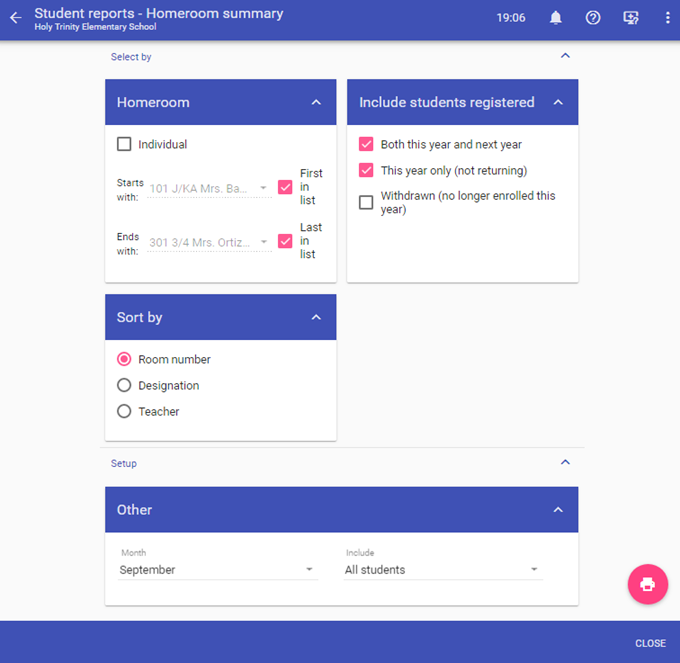 Student reports - Homeroom summary
Holy Trinity Elementary School
19:06
Select by
Homeroom
Individual
Starts with:
101 J/KA Mrs. Ba...
First in list
Ends with:
301 3/4 Mrs. Ortiz...
Last in list
Include students registered
Both this year and next year
This year only (not returning)
Withdrawn (no longer enrolled this
year)
Sort by
Room number
Designation
Teacher
Setup
Other
Month
September
Include
All students
CLOSE